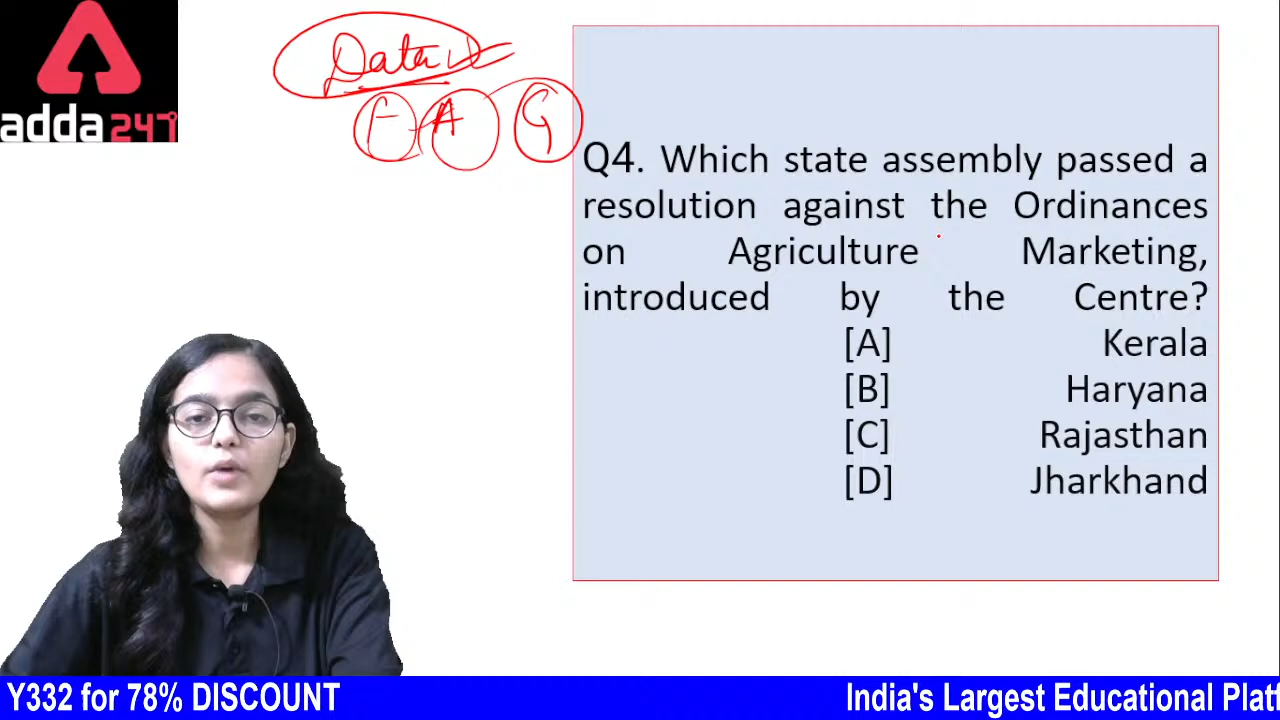 adda247
Data
F A G
Q4. Which state assembly passed a
resolution against the Ordinances
on Agriculture Marketing,
introduced by the Centre?
[A] Kerala
[B] Haryana
[C] Rajasthan
[D] Jharkhand
Y332 for 78% DISCOUNT India's Largest Educational